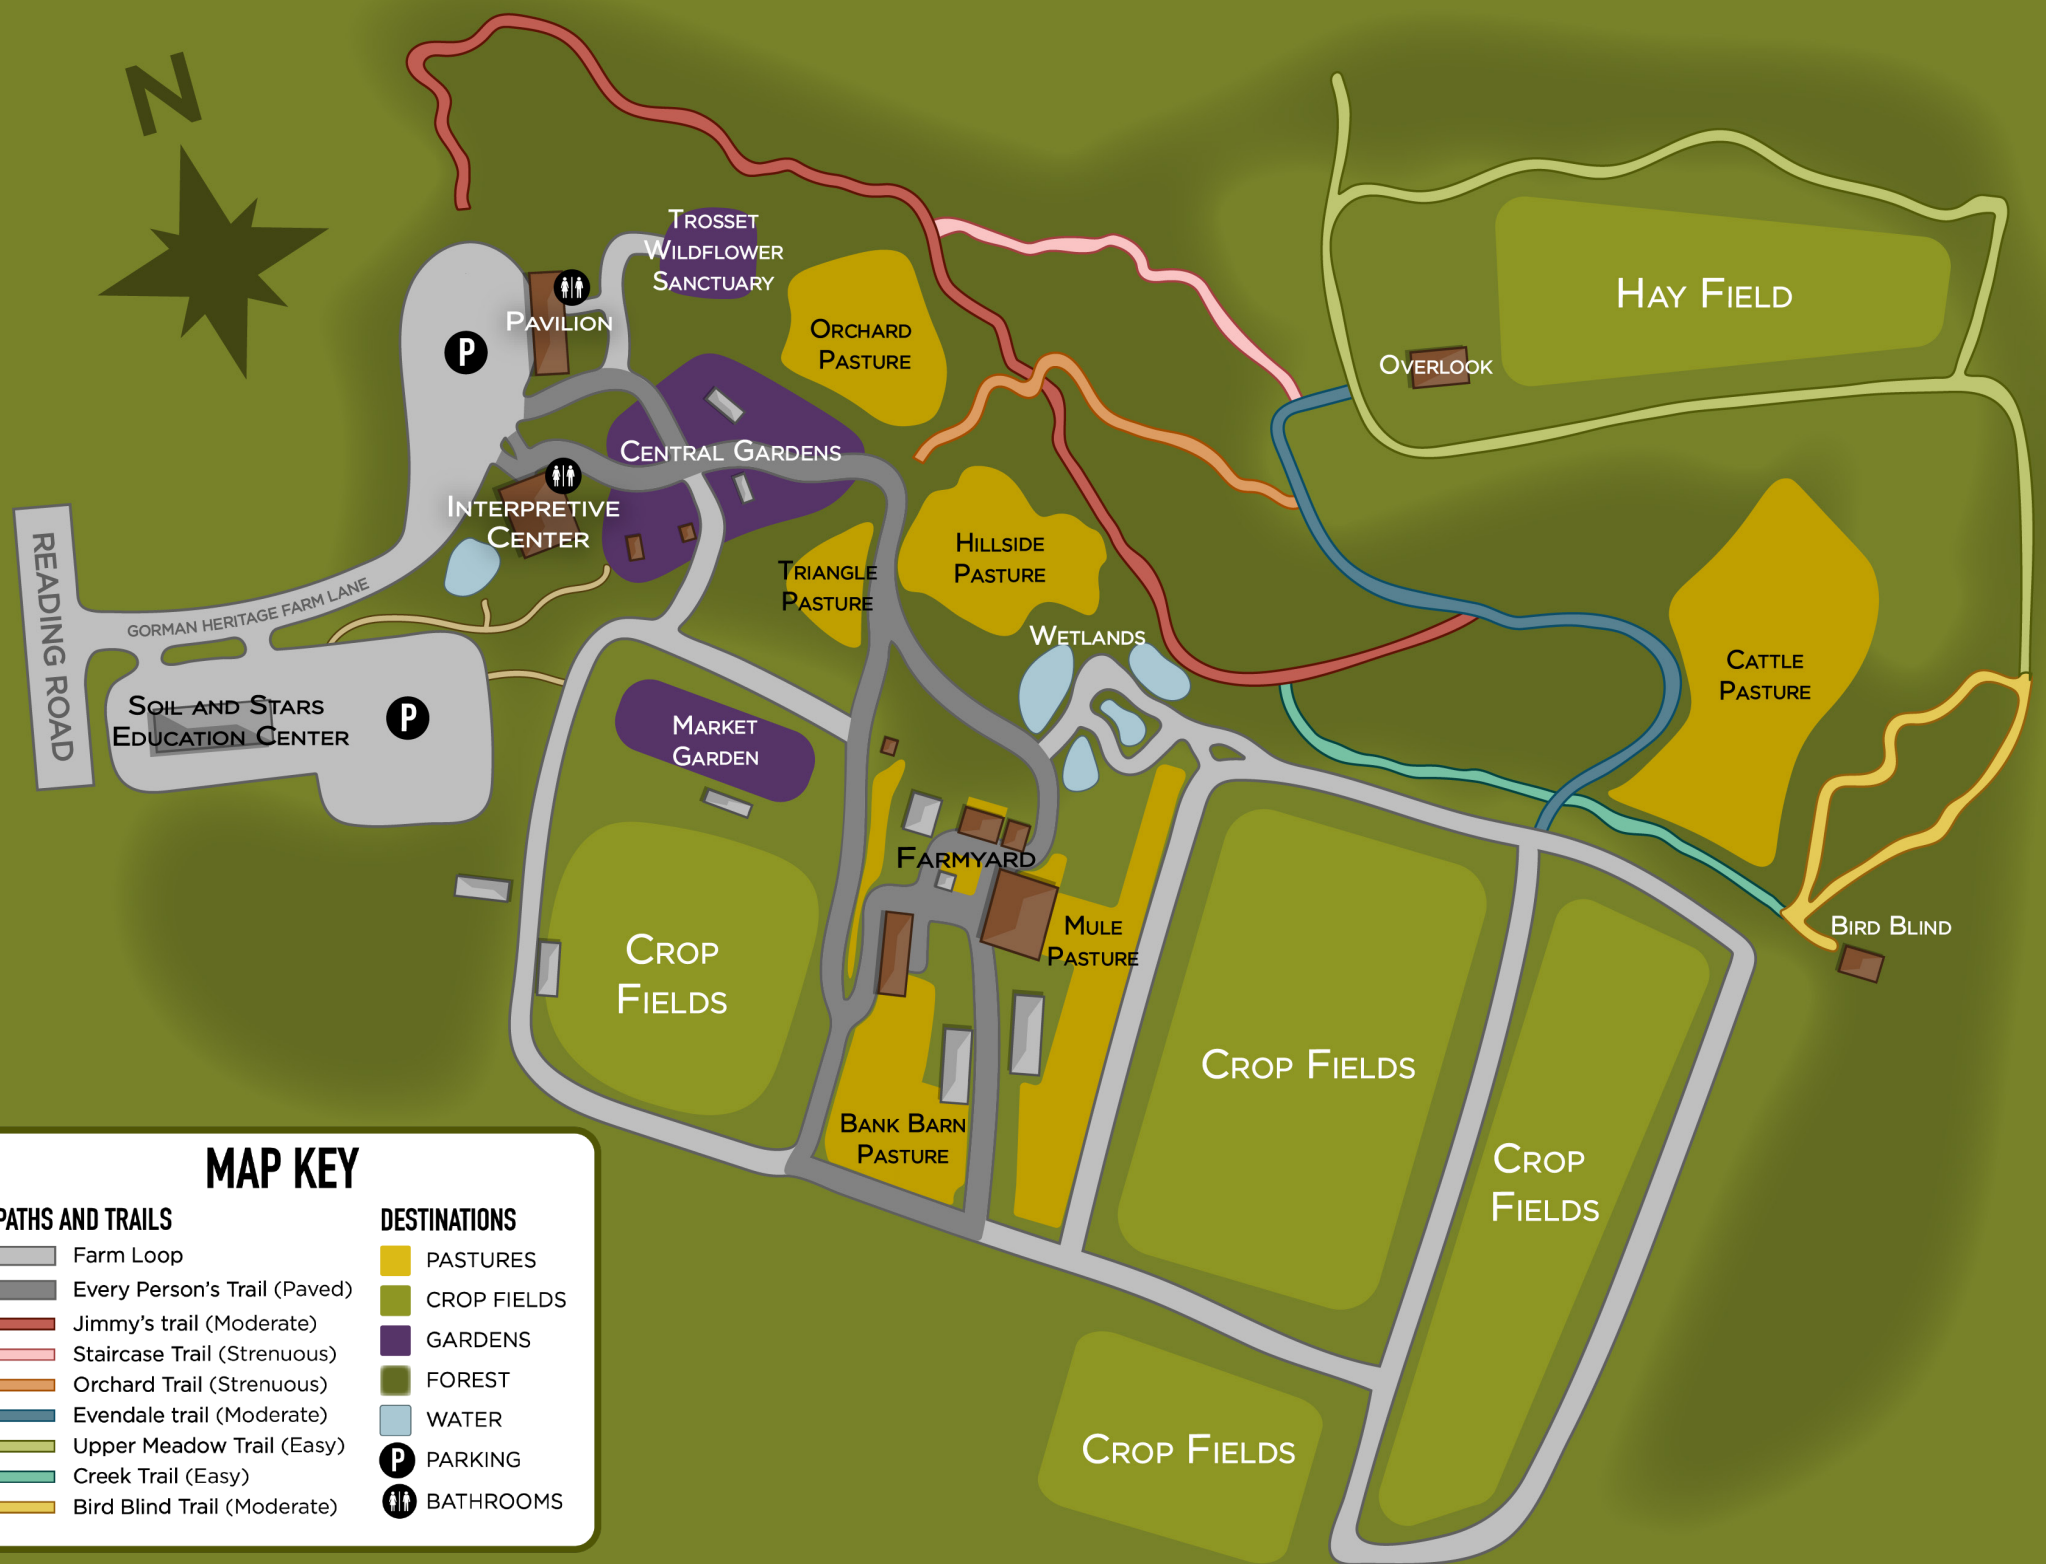 N
TROSSET
WILDFLOWER
SANCTUARY
PAVILION
P
ORCHARD
PASTURE
HAY FIELD
OVERLOOK
CENTRAL GARDENS
INTERPRETIVE
CENTER
READING ROAD
GORMAN HERITAGE FARM LANE
TRIANGLE
PASTURE
HILLSIDE
PASTURE
WETLANDS
CATTLE
PASTURE
SOIL AND STARS
EDUCATION CENTER
P
MARKET
GARDEN
FARMYARD
MULE
PASTURE
BIRD BLIND
CROP
FIELDS
CROP FIELDS
BANK BARN
PASTURE
CROP
FIELDS
CROP FIELDS
MAP KEY
PATHS AND TRAILS
Farm Loop
Every Person's Trail (Paved)
Jimmy's trail (Moderate)
Staircase Trail (Strenuous)
Orchard Trail (Strenuous)
Evendale trail (Moderate)
Upper Meadow Trail (Easy)
Creek Trail (Easy)
Bird Blind Trail (Moderate)
DESTINATIONS
PASTURES
CROP FIELDS
GARDENS
FOREST
WATER
P PARKING
BATHROOMS